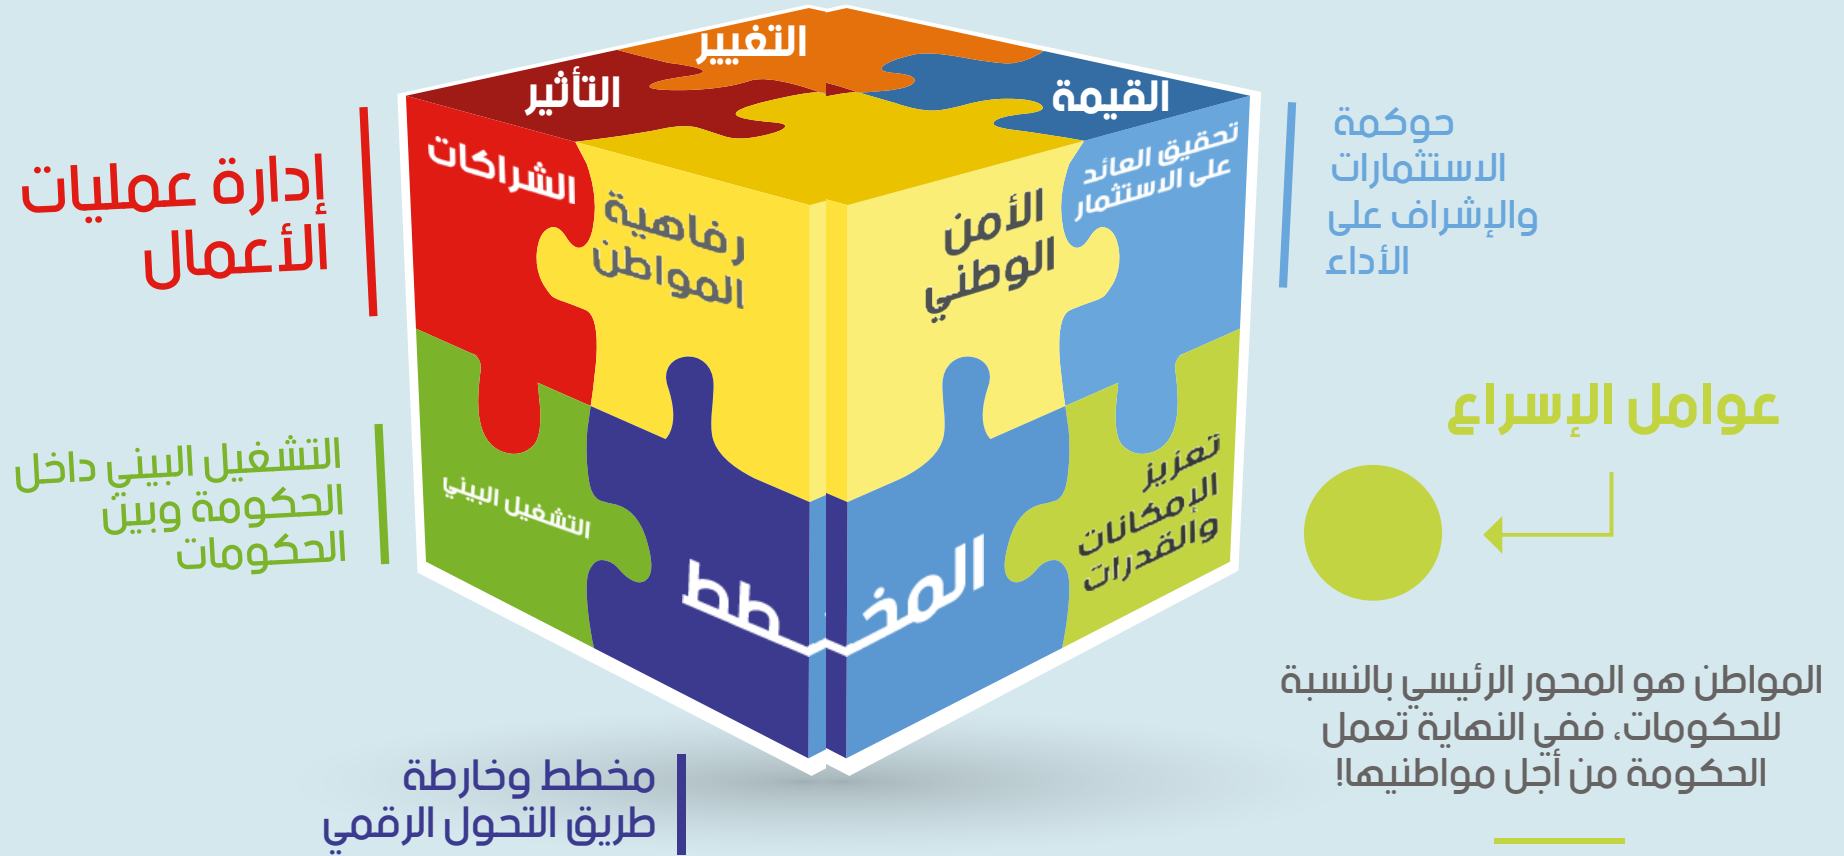 التغيير
التأثير
القيمة
الشراكات
رفاهية
المواطن
الأمن
الوطني
تحقيق العائد
على الاستثمار
التشغيل البيني
المخطط
تعزيز
الإمكانات
والقدرات
حوكمة
الاستثمارات
والإشراف على
الأداء
إدارة عمليات
الأعمال
عوامل الإسراع
التشغيل البيني داخل
الحكومة وبين
الحكومات
المواطن هو المحور الرئيسي بالنسبة
للحكومات، ففي النهاية تعمل
الحكومة من أجل مواطنيها!
مخطط وخارطة
طريق التحول الرقمي